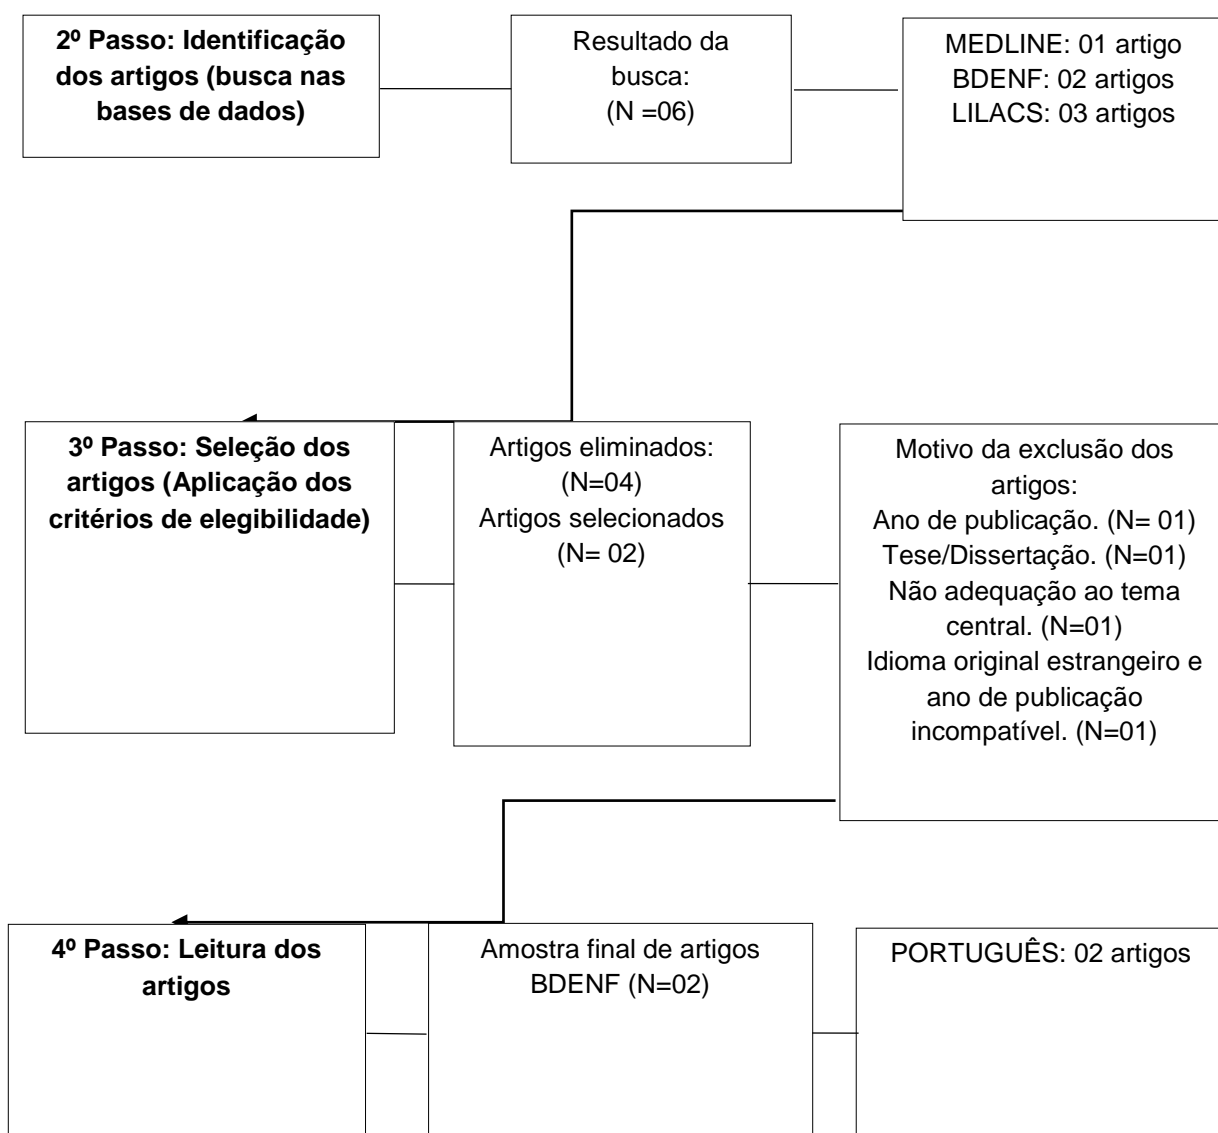 2º Passo: Identificação
dos artigos (busca nas
bases de dados)
Resultado da
busca:
(N =06)
MEDLINE: 01 artigo
BDENF: 02 artigos
LILACS: 03 artigos
3º Passo: Seleção dos
artigos (Aplicação dos
critérios de elegibilidade)
Artigos eliminados:
(N=04)
Artigos selecionados
(N= 02)
Motivo da exclusão dos
artigos:
Ano de publicação. (N= 01)
Tese/Dissertação. (N=01)
Não adequação ao tema
central. (N=01)
Idioma original estrangeiro e
ano de publicação
incompatível. (N=01)
4º Passo: Leitura dos
artigos
Amostra final de artigos
BDENF (N=02)
PORTUGUÊS: 02 artigos